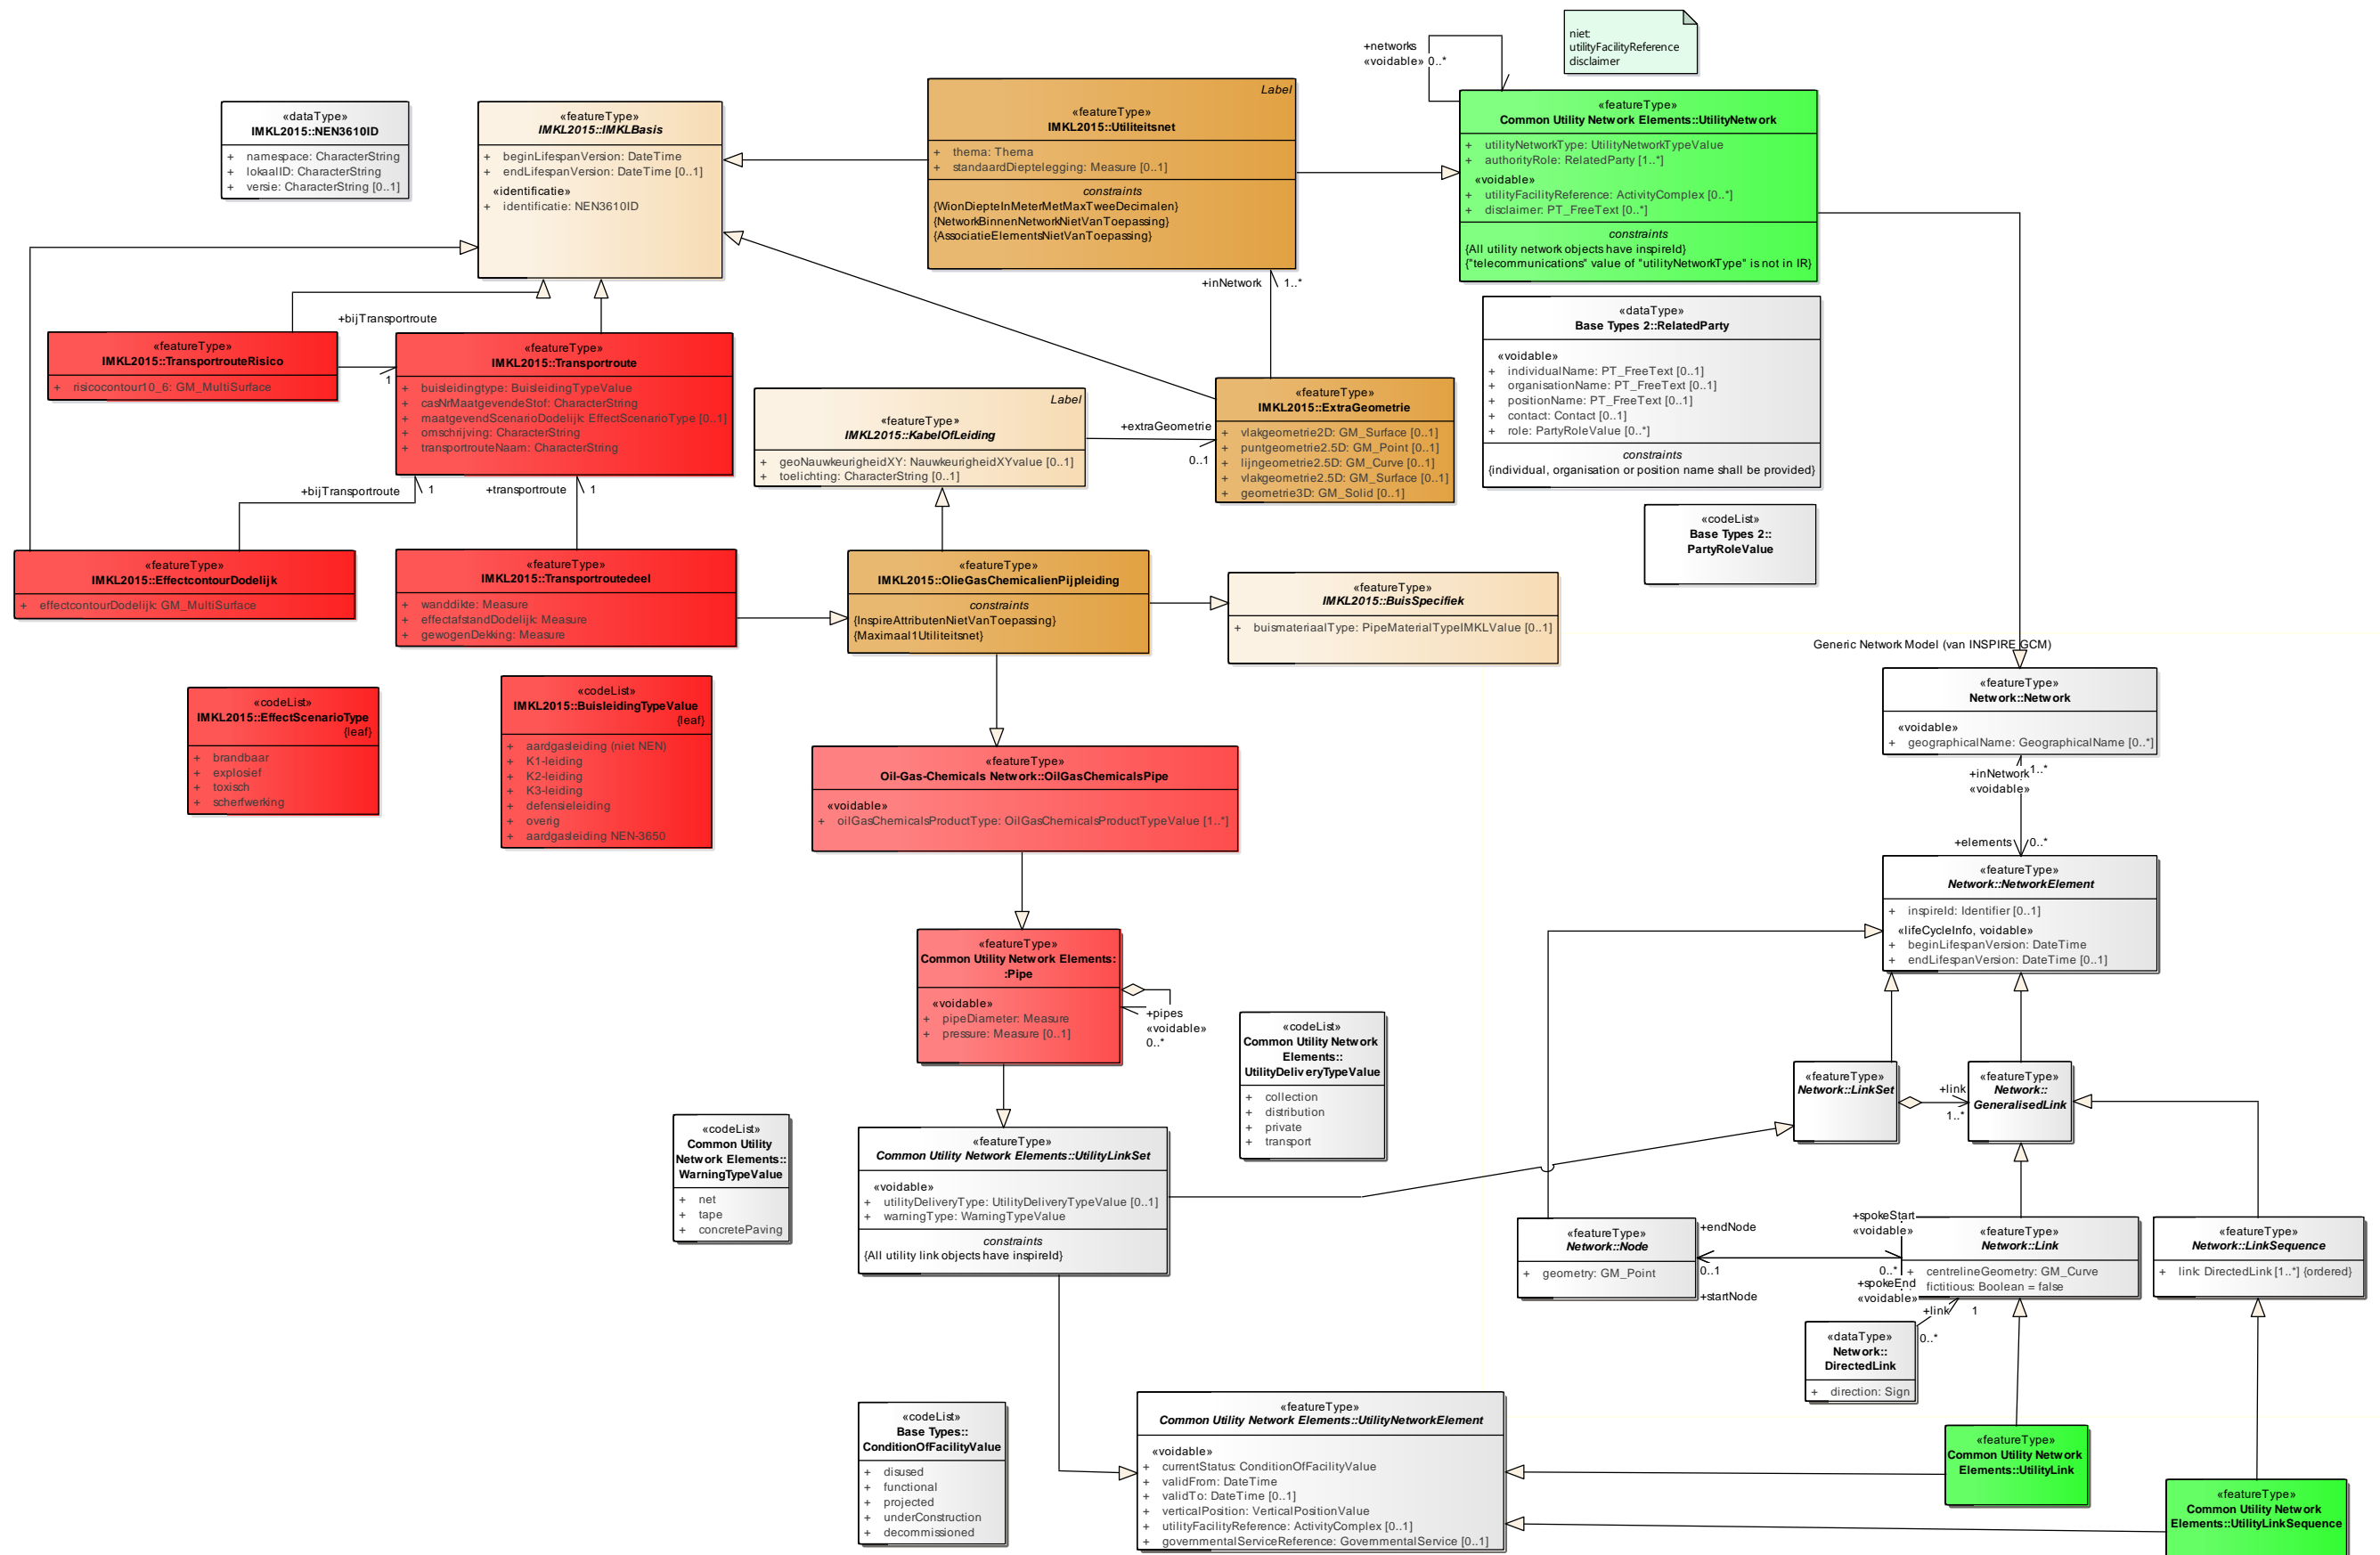 +networks
«voidable» 0..*
niet:
utilityFacilityReference
disclaimer
«dataType»
IMKL2015::NEN3610ID
+ namespace: CharacterString
+ lokaalID: CharacterString
+ versie: CharacterString [0..1]
«featureType»
IMKL2015::IMKLBasis
+ beginLifespanVersion: DateTime
+ endLifespanVersion: DateTime [0..1]
«identificatie»
+ identificatie: NEN3610ID
Label
«featureType»
IMKL2015::Utiliteitsnet
+ thema: Thema
+ standaardDieptelegging: Measure [0..1]
constraints
{WionDiepteInMeterMetMaxTweeDecimalen}
{NetworkBinnenNetworkNietVanToepassing}
{AssociatieElementsNietVanToepassing}
«featureType»
Common Utility Network Elements::UtilityNetwork
+ utilityNetworkType: UtilityNetworkTypeValue
+ authorityRole: RelatedParty [1..*]
«voidable»
+ utilityFacilityReference: ActivityComplex [0..*]
+ disclaimer: PT_FreeText [0..*]
constraints
{All utility network objects have inspireId}
{"telecommunications" value of "utilityNetworkType" is not in IR}
+inNetwork 1..*
«dataType»
Base Types 2::RelatedParty
«voidable»
+ individualName: PT_FreeText [0..1]
+ organisationName: PT_FreeText [0..1]
+ positionName: PT_FreeText [0..1]
+ contact: Contact [0..1]
+ role: PartyRoleValue [0..*]
constraints
{individual, organisation or position name shall be provided}
+bijTransportroute
1
«featureType»
IMKL2015::TransportrouteRisico
+ risicocontour10_6: GM_MultiSurface
«featureType»
IMKL2015::Transportroute
+ buisleidingtype: BuisleidingTypeValue
+ casNrMaatgevendeStof: CharacterString
+ maatgevendScenarioDodelijk: EffectScenarioType [0..1]
+ omschrijving: CharacterString
+ transportrouteNaam: CharacterString
Label
«featureType»
IMKL2015::KabelOfLeiding
+ geoNauwkeurigheidXY: NauwkeurigheidXYvalue [0..1]
+ toelichting: CharacterString [0..1]
+extraGeometrie
0..1
«featureType»
IMKL2015::ExtraGeometrie
+ vlakgeometrie2D: GM_Surface [0..1]
+ puntgeometrie2.5D: GM_Point [0..1]
+ lijngeometrie2.5D: GM_Curve [0..1]
+ vlakgeometrie2.5D: GM_Surface [0..1]
+ geometrie3D: GM_Solid [0..1]
+bijTransportroute 1
+transportroute 1
«codeList»
Base Types 2::
PartyRoleValue
«featureType»
IMKL2015::EffectcontourDodelijk
+ effectcontourDodelijk: GM_MultiSurface
«featureType»
IMKL2015::Transportroutedeel
+ wanddikte: Measure
+ effectafstandDodelijk: Measure
+ gewogenDekking: Measure
«featureType»
IMKL2015::OlieGasChemicalienPijpleiding
constraints
{InspireAttributenNietVanToepassing}
{Maximaal1Utiliteitsnet}
«featureType»
IMKL2015::BuisSpecifiek
+ buismateriaalType: PipeMaterialTypeIMKLValue [0..1]
Generic Network Model (van INSPIRE GCM)
«codeList»
IMKL2015::EffectScenarioType
{leaf}
+ brandbaar
+ explosief
+ toxisch
+ scherfwerking
«codeList»
IMKL2015::BuisleidingTypeValue
{leaf}
+ aardgasleiding (niet NEN)
+ K1-leiding
+ K2-leiding
+ K3-leiding
+ defensieleiding
+ overig
+ aardgasleiding NEN-3650
«featureType»
Network::Network
«voidable»
+ geographicalName: GeographicalName [0..*]
+inNetwork 1..*
«voidable»
+elements 0..*
«featureType»
Oil-Gas-Chemicals Network::OilGasChemicalsPipe
«voidable»
+ oilGasChemicalsProductType: OilGasChemicalsProductTypeValue [1..*]
«featureType»
Network::NetworkElement
+ inspireId: Identifier [0..1]
«lifeCycleInfo, voidable»
+ beginLifespanVersion: DateTime
+ endLifespanVersion: DateTime [0..1]
«featureType»
Common Utility Network Elements:
:Pipe
«voidable»
+ pipeDiameter: Measure
+ pressure: Measure [0..1]
+pipes
«voidable»
0..*
«codeList»
Common Utility Network
Elements::
UtilityDeliveryTypeValue
+ collection
+ distribution
+ private
+ transport
«featureType»
Network::LinkSet
+link
1..*
«featureType»
Network::
GeneralisedLink
«codeList»
Common Utility
Network Elements::
WarningTypeValue
+ net
+ tape
+ concretePaving
«featureType»
Common Utility Network Elements::UtilityLinkSet
«voidable»
+ utilityDeliveryType: UtilityDeliveryTypeValue [0..1]
+ warningType: WarningTypeValue
constraints
{All utility link objects have inspireId}
«featureType»
Network::Node
+ geometry: GM_Point
+endNode
0..1
+startNode
+spokeStart
«voidable»
0..*
+spokeEnd
«voidable»
«featureType»
Network::Link
+ centrelineGeometry: GM_Curve
fictitious: Boolean = false
«featureType»
Network::LinkSequence
+ link: DirectedLink [1..*] {ordered}
+link 1
0..*
«dataType»
Network::
DirectedLink
+ direction: Sign
«codeList»
Base Types::
ConditionOfFacilityValue
+ disused
+ functional
+ projected
+ underConstruction
+ decommissioned
«featureType»
Common Utility Network Elements::UtilityNetworkElement
«voidable»
+ currentStatus: ConditionOfFacilityValue
+ validFrom: DateTime
+ validTo: DateTime [0..1]
+ verticalPosition: VerticalPositionValue
+ utilityFacilityReference: ActivityComplex [0..1]
+ governmentalServiceReference: GovernmentalService [0..1]
«featureType»
Common Utility Network
Elements::UtilityLink
«featureType»
Common Utility Network
Elements::UtilityLinkSequence